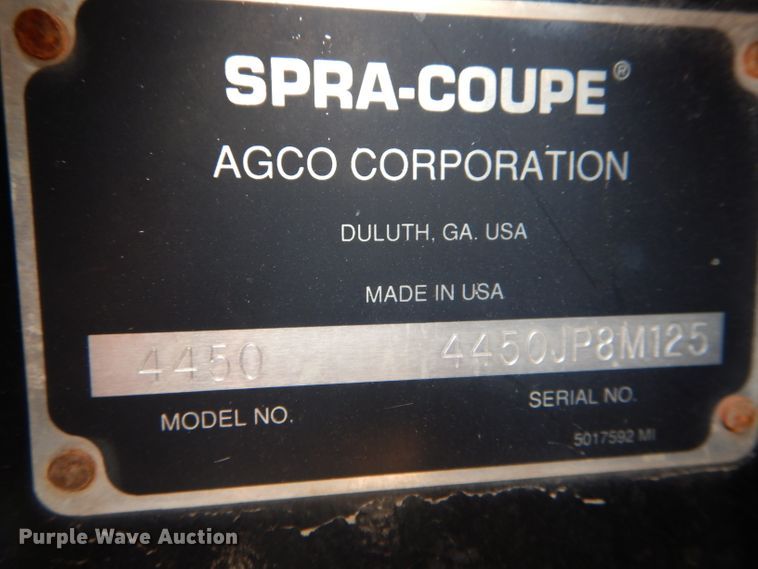 SPRA-COUPE®
AGCO CORPORATION
DULUTH, GA. USA
MADE IN USA
4450 4450JP8M125
MODEL NO. SERIAL NO.
5017592 MI
Purple Wave Auction